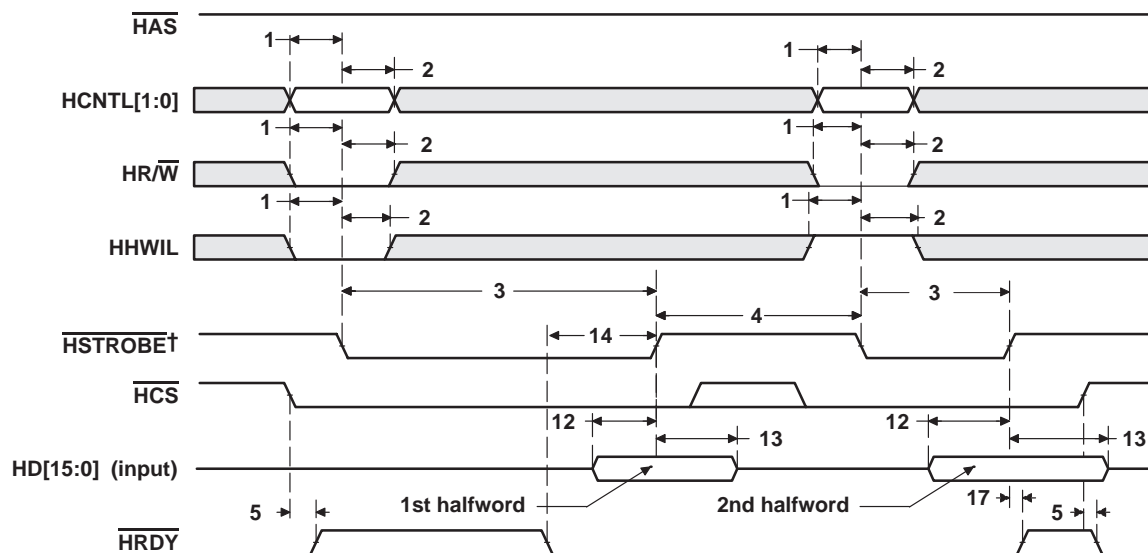 HAS
1
1
2
2
HCNTL[1:0]
1
1
2
2
HR/W
1
1
2
2
HHWIL
3
3
4
14
HSTROBE†
HCS
12
13
12
13
HD[15:0] (input)
1st halfword
2nd halfword
17
5
5
HRDY